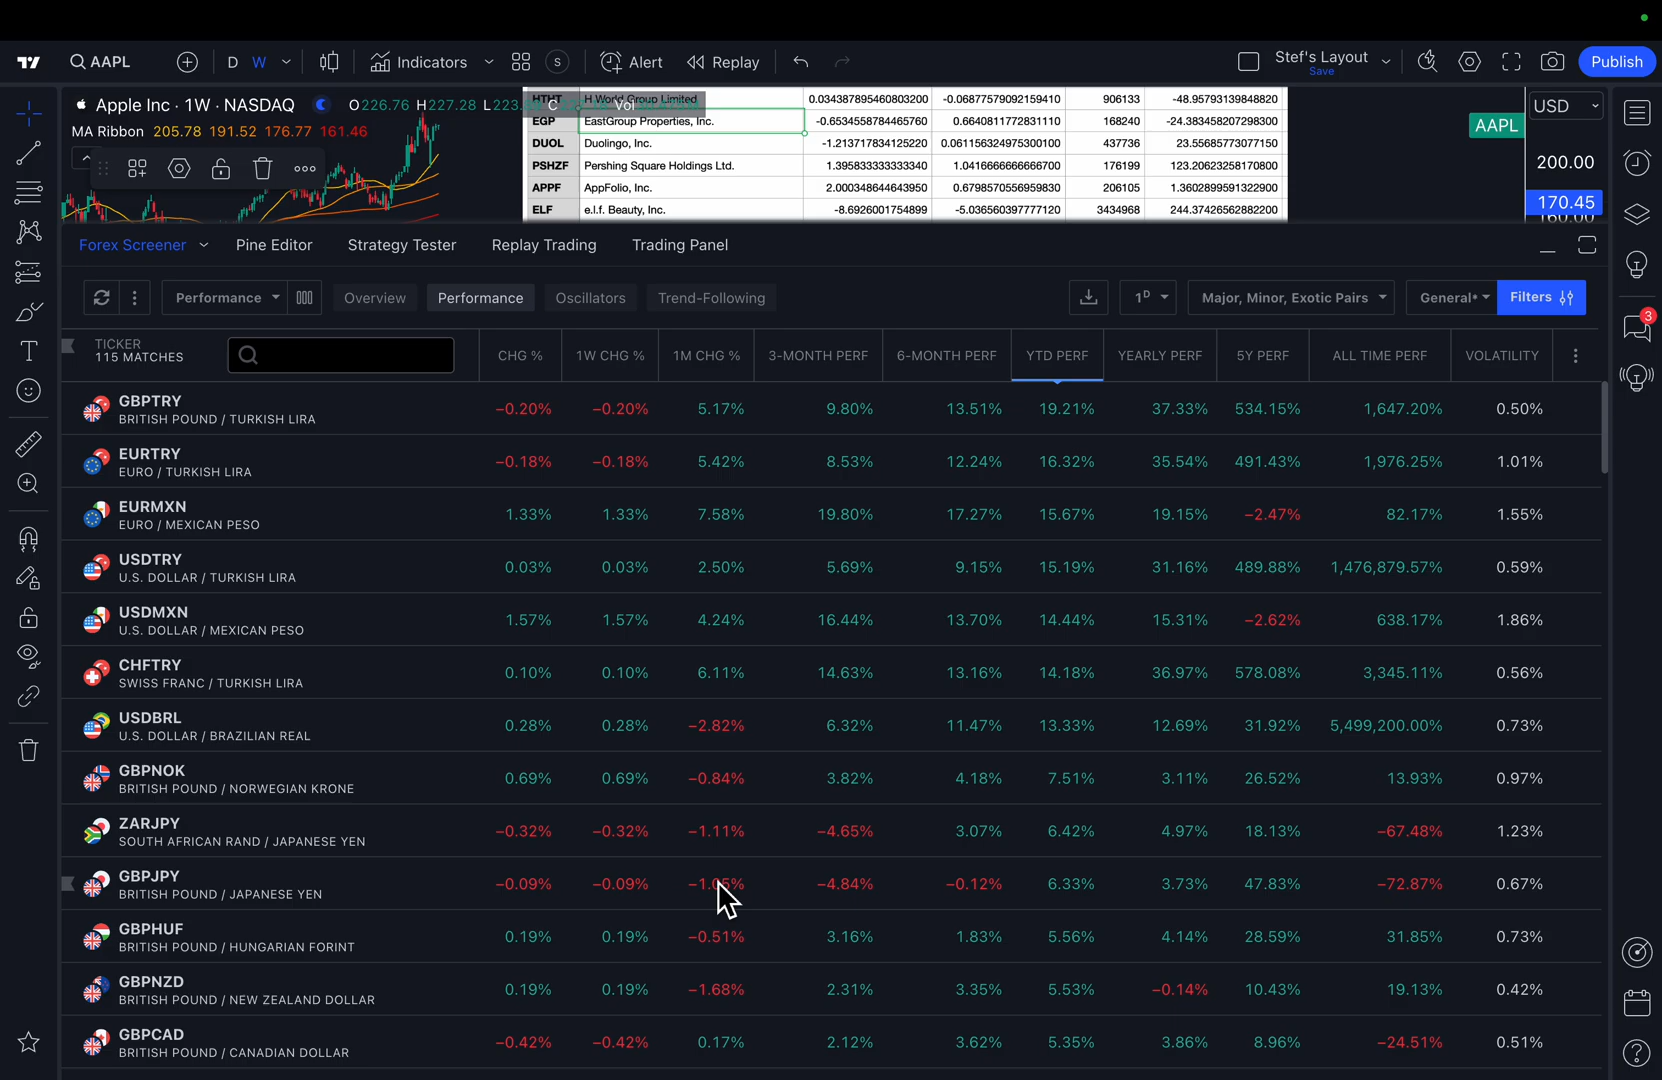 AAPL D W Indicators S Alert Replay Stef's Layout Save Publish
Apple Inc · 1W · NASDAQ O226.76 H227.28 C Vol USD
MA Ribbon 205.78 191.52 176.77 161.46
HTHT H World Group Limited 0.034387895460803200 -0.06877579092159410 906133 -48.95793139848820
EGP EastGroup Properties, Inc. -0.6534558784465760 0.6640811772831110 168240 -24.383458207298300
DUOL Duolingo, Inc. -1.213717834125220 0.061156324975300100 437736 23.55685773077150
PSHZF Pershing Square Holdings Ltd. 1.395833333333340 1.0416666666666700 176199 123.20623258170800
APPF AppFolio, Inc. 2.000348644643950 0.6798570556959830 206105 1.3602899591322900
ELF e.l.f. Beauty, Inc. -8.6926001754899 -5.036560397777120 3434968 244.37426562882200
AAPL
200.00
170.45
160.00
3
Forex Screener Pine Editor Strategy Tester Replay Trading Trading Panel
Performance Overview Performance Oscillators Trend-Following 1D Major, Minor, Exotic Pairs General• Filters
TICKER
115 MATCHES
CHG % 1W CHG % 1M CHG % 3-MONTH PERF 6-MONTH PERF YTD PERF YEARLY PERF 5Y PERF ALL TIME PERF VOLATILITY
GBPTRY
BRITISH POUND / TURKISH LIRA
−0.20% −0.20% 5.17% 9.80% 13.51% 19.21% 37.33% 534.15% 1,647.20% 0.50%
EURTRY
EURO / TURKISH LIRA
−0.18% −0.18% 5.42% 8.53% 12.24% 16.32% 35.54% 491.43% 1,976.25% 1.01%
EURMXN
EURO / MEXICAN PESO
1.33% 1.33% 7.58% 19.80% 17.27% 15.67% 19.15% −2.47% 82.17% 1.55%
USDTRY
U.S. DOLLAR / TURKISH LIRA
0.03% 0.03% 2.50% 5.69% 9.15% 15.19% 31.16% 489.88% 1,476,879.57% 0.59%
USDMXN
U.S. DOLLAR / MEXICAN PESO
1.57% 1.57% 4.24% 16.44% 13.70% 14.44% 15.31% −2.62% 638.17% 1.86%
CHFTRY
SWISS FRANC / TURKISH LIRA
0.10% 0.10% 6.11% 14.63% 13.16% 14.18% 36.97% 578.08% 3,345.11% 0.56%
USDBRL
U.S. DOLLAR / BRAZILIAN REAL
0.28% 0.28% −2.82% 6.32% 11.47% 13.33% 12.69% 31.92% 5,499,200.00% 0.73%
GBPNOK
BRITISH POUND / NORWEGIAN KRONE
0.69% 0.69% −0.84% 3.82% 4.18% 7.51% 3.11% 26.52% 13.93% 0.97%
ZARJPY
SOUTH AFRICAN RAND / JAPANESE YEN
−0.32% −0.32% −1.11% −4.65% 3.07% 6.42% 4.97% 18.13% −67.48% 1.23%
GBPJPY
BRITISH POUND / JAPANESE YEN
−0.09% −0.09% −1.05% −4.84% −0.12% 6.33% 3.73% 47.83% −72.87% 0.67%
GBPHUF
BRITISH POUND / HUNGARIAN FORINT
0.19% 0.19% −0.51% 3.16% 1.83% 5.56% 4.14% 28.59% 31.85% 0.73%
GBPNZD
BRITISH POUND / NEW ZEALAND DOLLAR
0.19% 0.19% −1.68% 2.31% 3.35% 5.53% −0.14% 10.43% 19.13% 0.42%
GBPCAD
BRITISH POUND / CANADIAN DOLLAR
−0.42% −0.42% 0.17% 2.12% 3.62% 5.35% 3.86% 8.96% −24.51% 0.51%